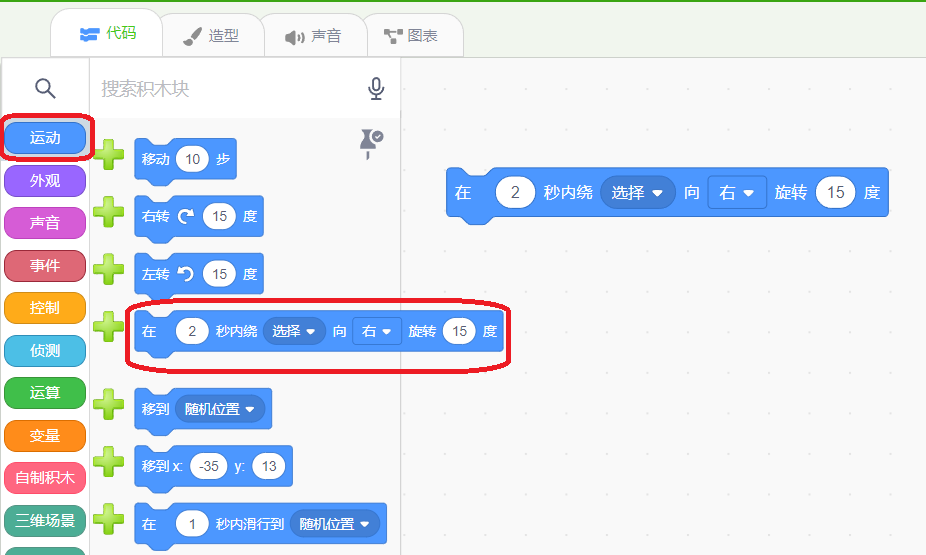 代码 造型 声音 图表
搜索积木块
运动
外观
声音
事件
控制
侦测
运算
变量
自制积木
三维场景
移动 10 步
右转 15 度
左转 15 度
在 2 秒内绕 选择 向 右 旋转 15 度
移到 随机位置
移到 x: -35 y: 13
在 1 秒内滑行到 随机位置
在 2 秒内绕 选择 向 右 旋转 15 度